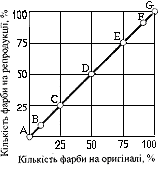 Кількість фарби на репродукції, %
100
75
50
25
0
A
B
C
D
E
F
G
25 50 75 100
Кількість фарби на оригіналі, %